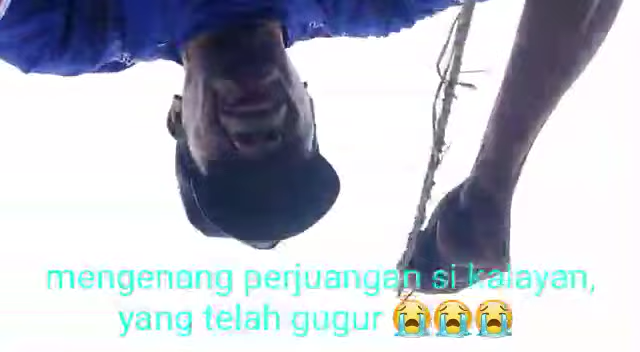 mengenang perjuangan si kalayan,
yang telah gugur 😭😭😭